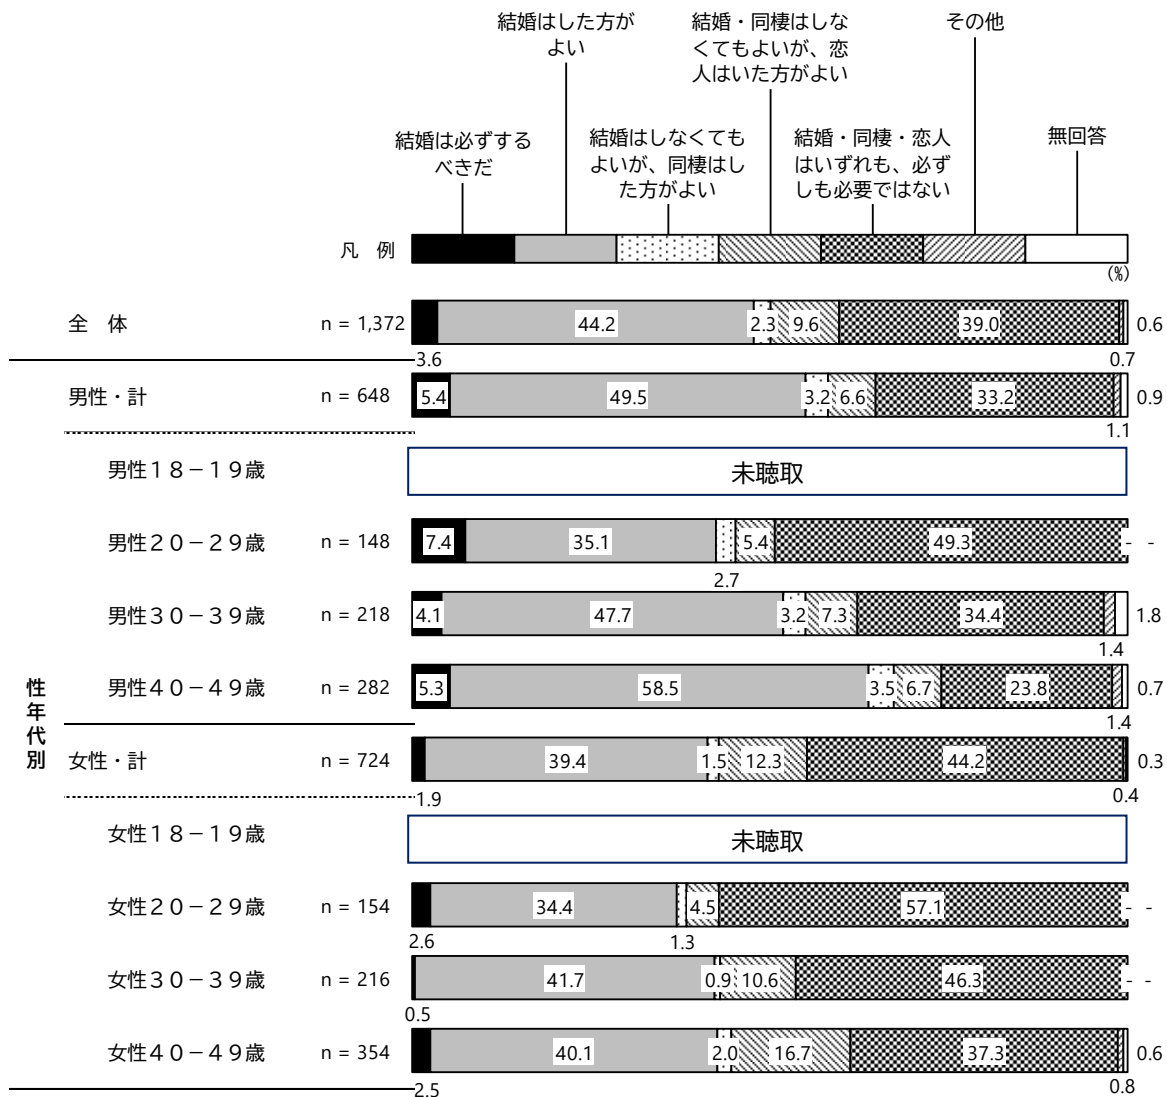 結婚はした方が
よい
結婚・同棲はしな
くてもよいが、恋
人はいた方がよい
その他
結婚は必ずする
べきだ
結婚はしなくても
よいが、同棲はし
た方がよい
結婚・同棲・恋人
はいずれも、必ず
しも必要ではない
無回答
凡 例
(%)
全 体 n = 1,372 44.2 2.3 9.6 39.0 0.6
3.6 0.7
男性・計 n = 648 5.4 49.5 3.2 6.6 33.2 0.9
1.1
男性１８－１９歳 未聴取
男性２０－２９歳 n = 148 7.4 35.1 5.4 49.3 - -
2.7
男性３０－３９歳 n = 218 4.1 47.7 3.2 7.3 34.4 1.8
1.4
男性４０－４９歳 n = 282 5.3 58.5 3.5 6.7 23.8 0.7
1.4
性年代別
女性・計 n = 724 39.4 1.5 12.3 44.2 0.3
1.9 0.4
女性１８－１９歳 未聴取
女性２０－２９歳 n = 154 34.4 4.5 57.1 - -
2.6 1.3
女性３０－３９歳 n = 216 41.7 0.9 10.6 46.3 - -
0.5
女性４０－４９歳 n = 354 40.1 2.0 16.7 37.3 0.6
2.5 0.8